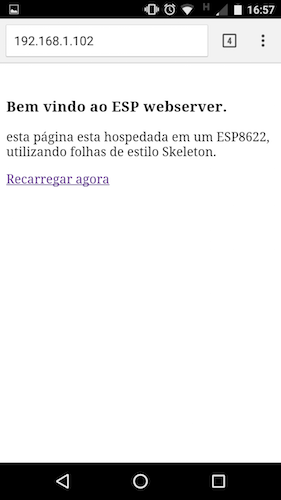 H 16:57
192.168.1.102
4
Bem vindo ao ESP webserver.
esta página esta hospedada em um ESP8622,
utilizando folhas de estilo Skeleton.
Recarregar agora